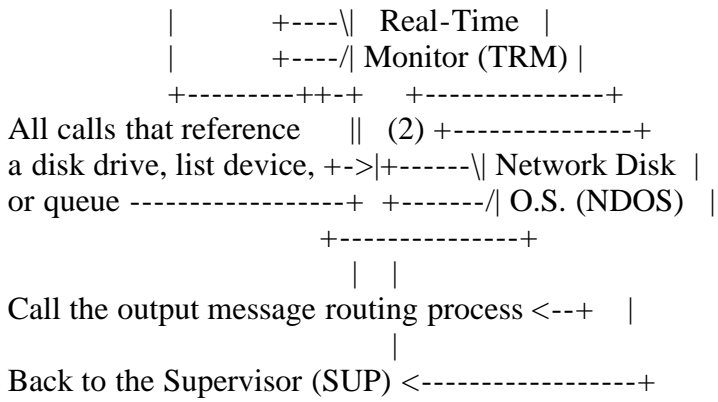 |         +----\|   Real-Time   |
|         +----/| Monitor (TRM) |
+---------++-+    +---------------+
All calls that reference      ||   (2) +---------------+
a disk drive, list device, +->|+------\| Network Disk  |
or queue -----------------+  +-------/| O.S. (NDOS)   |
+---------------+
|   |
Call the output message routing process <--+    |
|
Back to the Supervisor (SUP) <------------------+